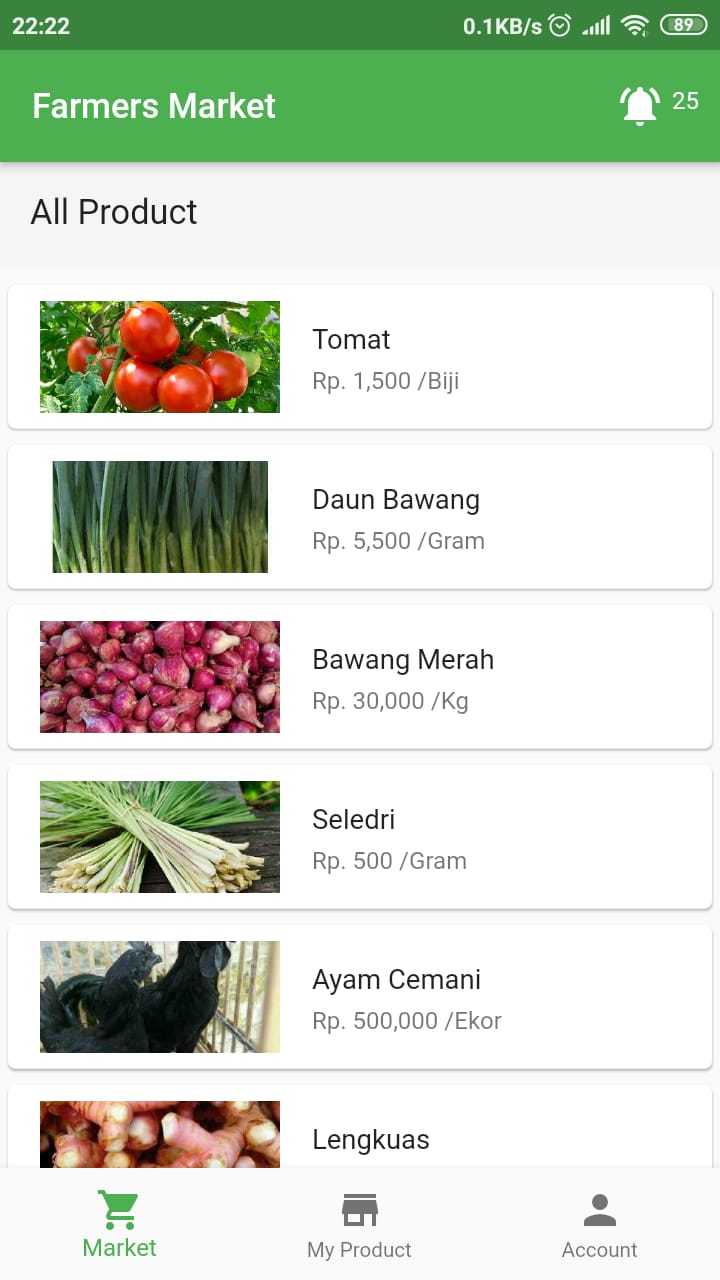 22:22
0.1KB/s
89
Farmers Market
25
All Product
Tomat
Rp. 1,500 /Biji
Daun Bawang
Rp. 5,500 /Gram
Bawang Merah
Rp. 30,000 /Kg
Seledri
Rp. 500 /Gram
Ayam Cemani
Rp. 500,000 /Ekor
Lengkuas
Market
My Product
Account